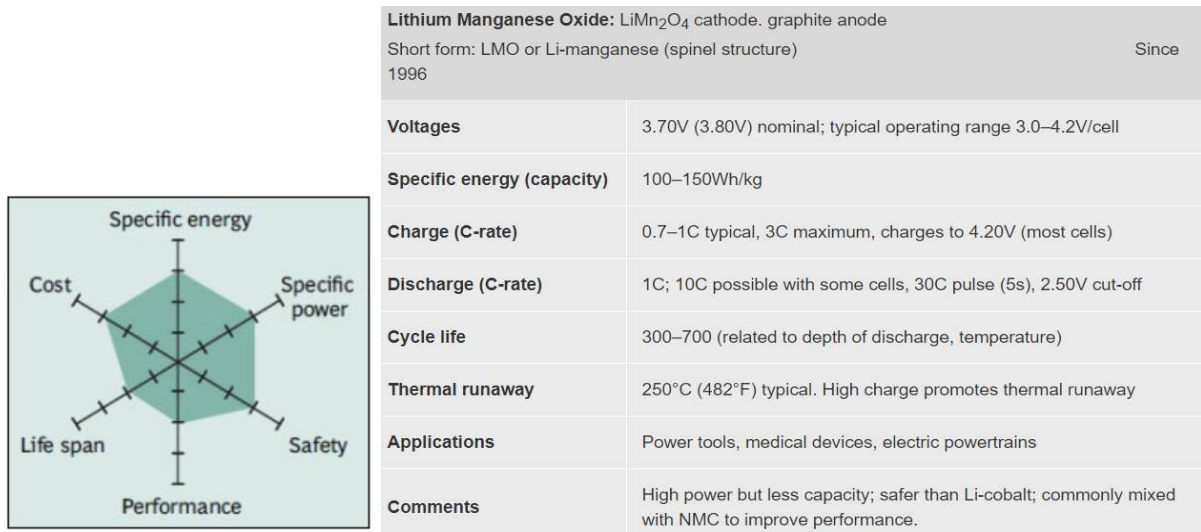 Specific energy
Cost
Specific
power
Life span
Safety
Performance
Lithium Manganese Oxide: LiMn₂O₄ cathode. graphite anode
Short form: LMO or Li-manganese (spinel structure) Since
1996
Voltages 3.70V (3.80V) nominal; typical operating range 3.0–4.2V/cell
Specific energy (capacity) 100–150Wh/kg
Charge (C-rate) 0.7–1C typical, 3C maximum, charges to 4.20V (most cells)
Discharge (C-rate) 1C; 10C possible with some cells, 30C pulse (5s), 2.50V cut-off
Cycle life 300–700 (related to depth of discharge, temperature)
Thermal runaway 250°C (482°F) typical. High charge promotes thermal runaway
Applications Power tools, medical devices, electric powertrains
Comments High power but less capacity; safer than Li-cobalt; commonly mixed
with NMC to improve performance.